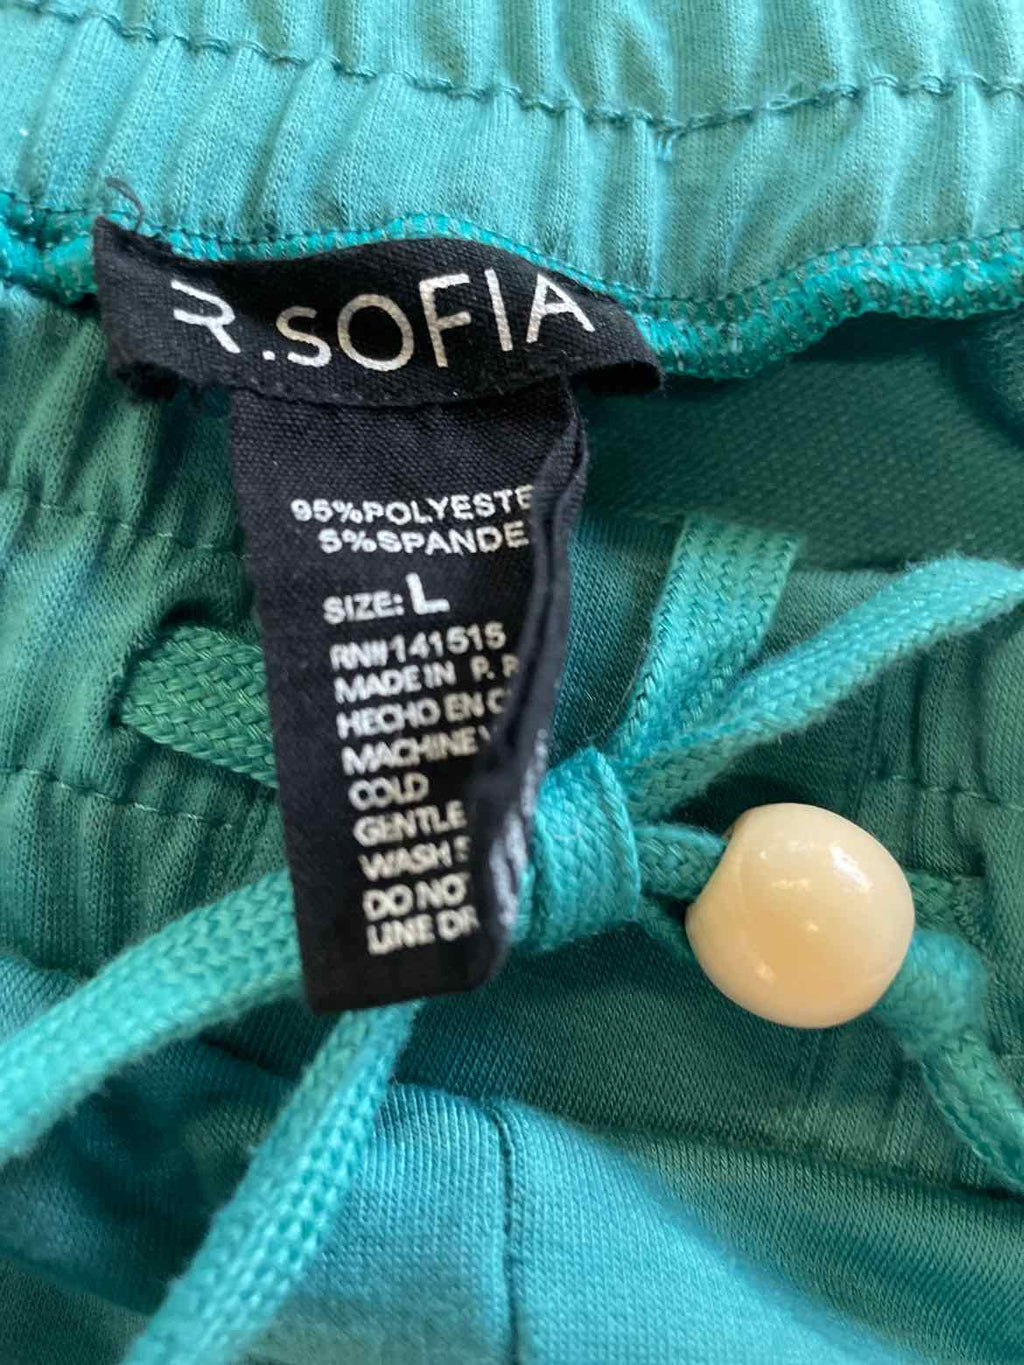 R.SOFIA
95%POLYESTE
5%SPANDE
SIZE: L
RN#141515
MADE IN P.
HECHO EN C
MACHINE
COLD
GENTLE
WASH
DO NO
LINE DR